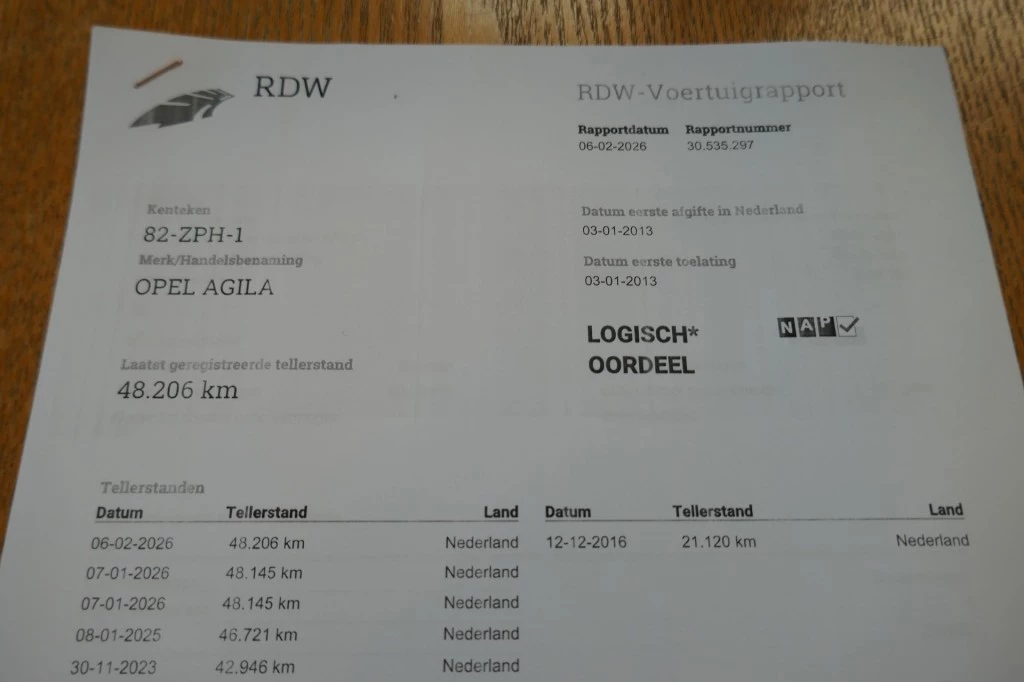 RDW
RDW-Voertuigrapport
Rapportdatum Rapportnummer
06-02-2026 30.535.297
Kenteken
82-ZPH-1
Merk/Handelsbenaming
OPEL AGILA
Laatst geregistreerde tellerstand
48.206 km
Datum eerste afgifte in Nederland
03-01-2013
Datum eerste toelating
03-01-2013
LOGISCH*
OORDEEL
NAP
Tellerstanden
Datum Tellerstand Land Datum Tellerstand Land
06-02-2026 48.206 km Nederland 12-12-2016 21.120 km Nederland
07-01-2026 48.145 km Nederland
07-01-2026 48.145 km Nederland
08-01-2025 46.721 km Nederland
30-11-2023 42.946 km Nederland